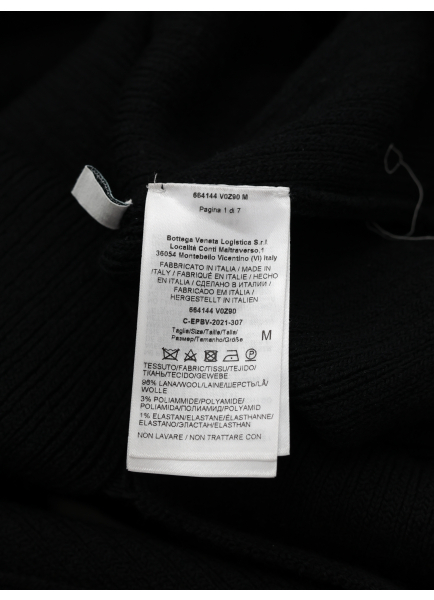 664144 V0Z90 M
Pagina 1 di 7
Bottega Veneta Logistica S.r.l.
Località Conti Maltraverso,1
36054 Montebello Vicentino (VI) Italy
FABBRICATO IN ITALIA / MADE IN
ITALY / FABRIQUÉ EN ITALIE / HECHO
EN ITALIA / СДЕЛАНО В ИТАЛИИ /
FABRICADO EM ITÁLIA /
HERGESTELLT IN ITALIEN
664144 V0Z90
C-EPBV-2021-307
Taglia/Size/Taille/Talla/
Размер/Tamanho/Größe
M
TESSUTO/FABRIC/TISSU/TEJIDO/
ТКАНЬ/TECIDO/GEWEBE
96% LANA/WOOL/LAINE/ШЕРСТЬ/LÃ/
WOLLE
3% POLIAMMIDE/POLYAMIDE/
POLIAMIDA/ПОЛИАМИД/POLYAMID
1% ELASTAN/ELASTANE/ÉLASTHANNE/
ELASTANO/ЭЛАСТАН/ELASTHAN
NON LAVARE / NON TRATTARE CON